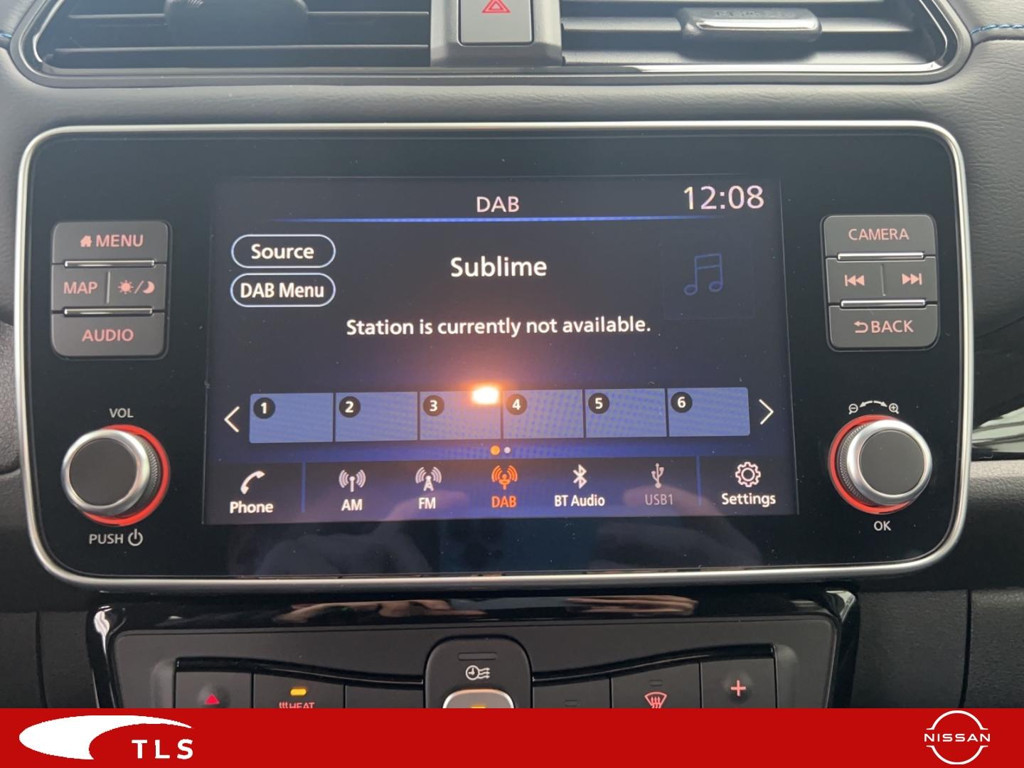 DAB
12:08
MENU
CAMERA
Source
Sublime
DAB Menu
MAP
Station is currently not available.
AUDIO
BACK
VOL
1 2 3 4 5 6
Phone AM FM DAB BT Audio USB1 Settings
PUSH
OK
HEAT
+
TLS
NISSAN